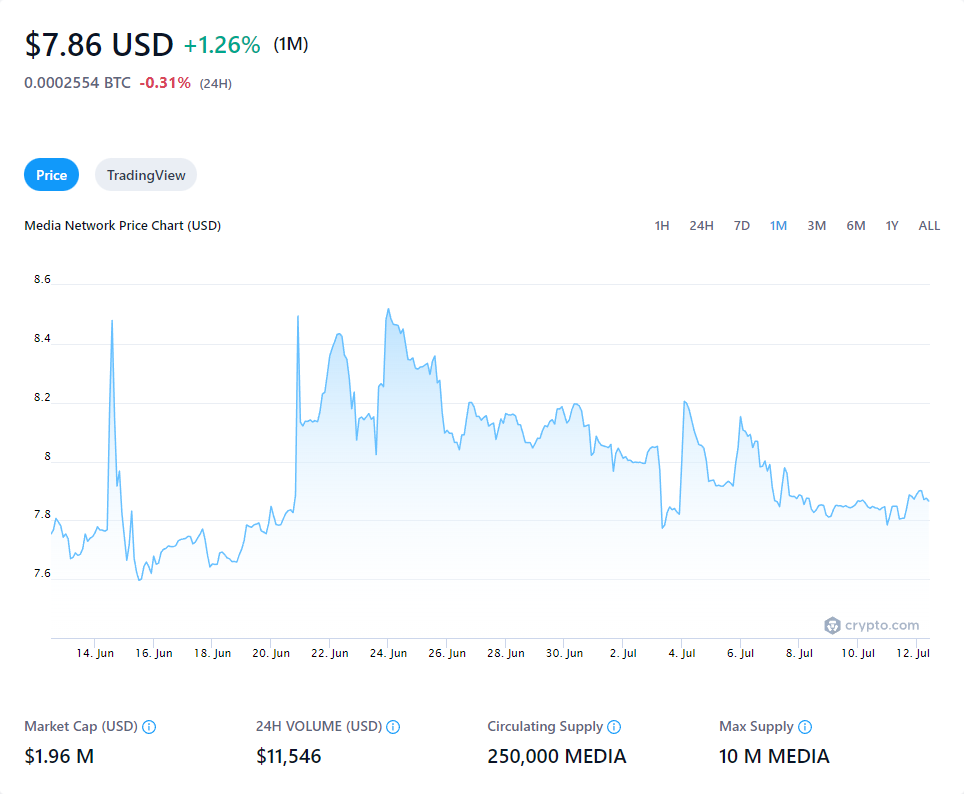 $7.86 USD +1.26% (1M)
0.0002554 BTC -0.31% (24H)
Price TradingView
Media Network Price Chart (USD) 1H 24H 7D 1M 3M 6M 1Y ALL
8.6
8.4
8.2
8
7.8
7.6
crypto.com
14. Jun 16. Jun 18. Jun 20. Jun 22. Jun 24. Jun 26. Jun 28. Jun 30. Jun 2. Jul 4. Jul 6. Jul 8. Jul 10. Jul 12. Jul
Market Cap (USD) 24H VOLUME (USD) Circulating Supply Max Supply
$1.96 M $11,546 250,000 MEDIA 10 M MEDIA